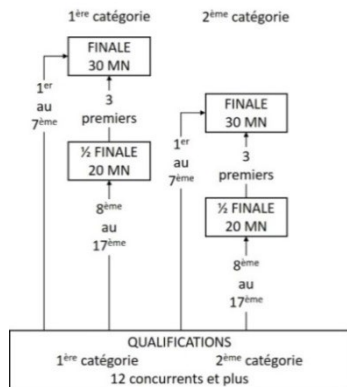 1ère catégorie
2ème catégorie
FINALE
30 MN
1er
au
7ème
3
premiers
½ FINALE
20 MN
8ème
au
17ème
FINALE
30 MN
1er
au
7ème
3
premiers
½ FINALE
20 MN
8ème
au
17ème
QUALIFICATIONS
1ère catégorie 2ème catégorie
12 concurrents et plus